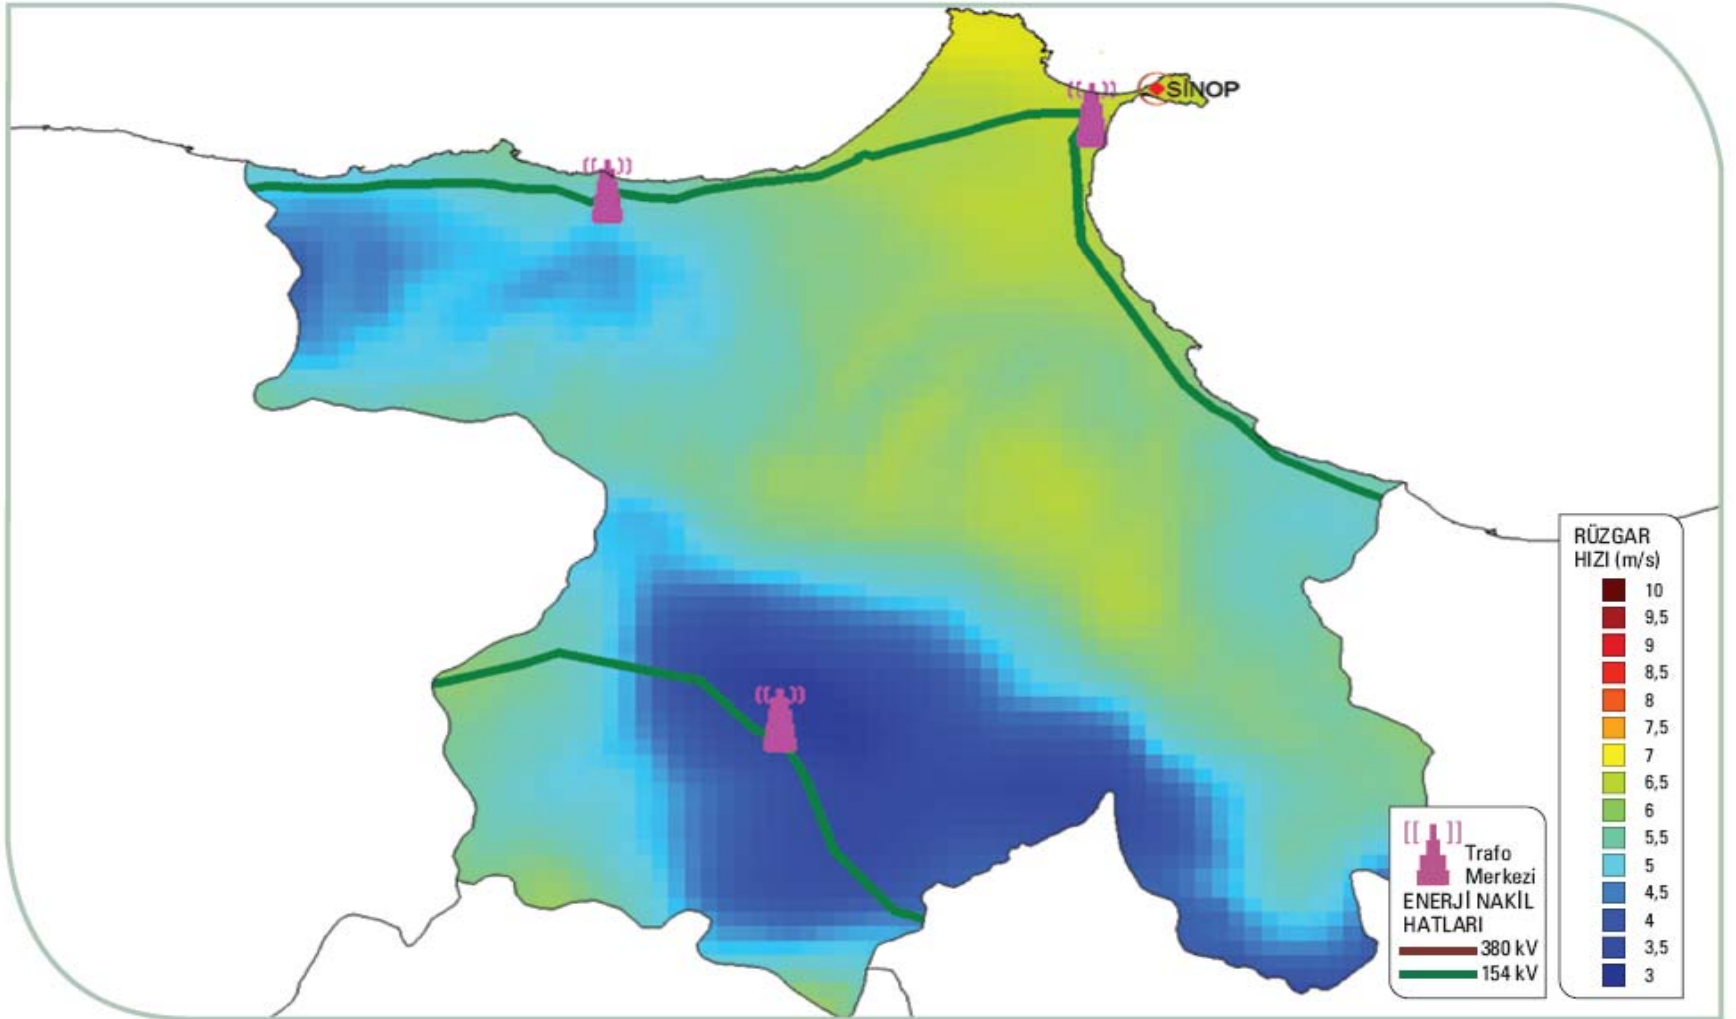 SİNOP
RÜZGAR
HIZI (m/s)
10
9,5
9
8,5
8
7,5
7
6,5
6
5,5
5
4,5
4
3,5
3
Trafo
Merkezi
ENERJİ NAKİL
HATLARI
380 kV
154 kV